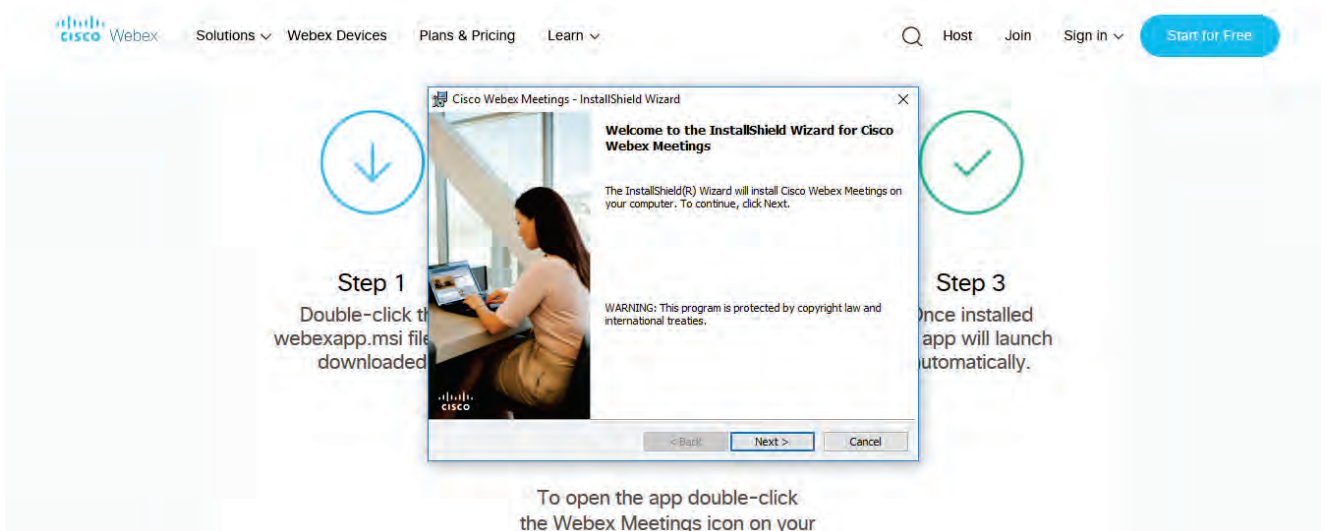 CISCO Webex Solutions Webex Devices Plans & Pricing Learn Host Join Sign in Start for Free
Cisco Webex Meetings - InstallShield Wizard
Welcome to the InstallShield Wizard for Cisco
Webex Meetings
The InstallShield(R) Wizard will install Cisco Webex Meetings on
your computer. To continue, click Next.
WARNING: This program is protected by copyright law and
international treaties.
CISCO
< Back Next > Cancel
Step 1
Double-click
webexapp.msi file
downloaded
Step 3
installed
app will launch
To open the app double-click
the Webex Meetings icon on your